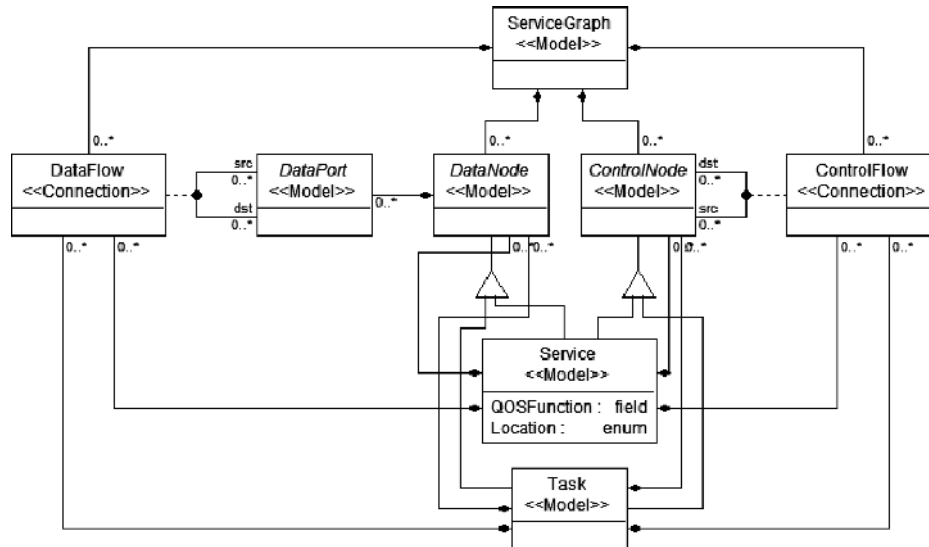 ServiceGraph
<<Model>>
0..*
0..*
0..*
0..*
DataFlow
<<Connection>>
src
0..*
dst
0..*
DataPort
<<Model>>
0..*
DataNode
<<Model>>
ControlNode
<<Model>>
dst
0..*
src
0..*
ControlFlow
<<Connection>>
0..*
0..*
0..*
0..*
0..*
0..*
Service
<<Model>>
QOSFunction : field
Location : enum
Task
<<Model>>